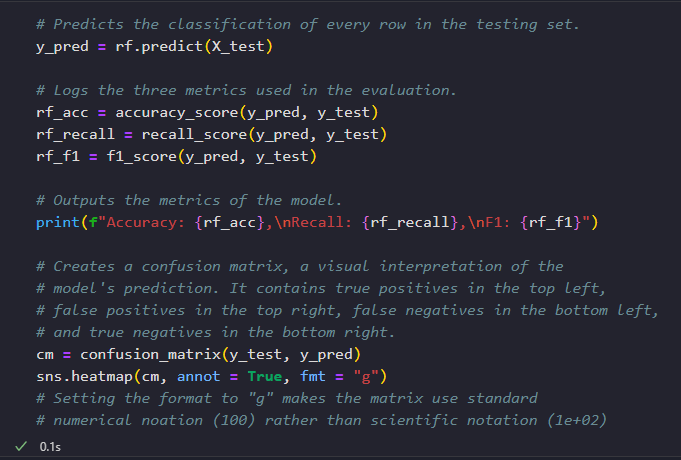 # Predicts the classification of every row in the testing set.
y_pred = rf.predict(X_test)
# Logs the three metrics used in the evaluation.
rf_acc = accuracy_score(y_pred, y_test)
rf_recall = recall_score(y_pred, y_test)
rf_f1 = f1_score(y_pred, y_test)
# Outputs the metrics of the model.
print(f"Accuracy: {rf_acc},\nRecall: {rf_recall},\nF1: {rf_f1}")
# Creates a confusion matrix, a visual interpretation of the
# model's prediction. It contains true positives in the top left,
# false positives in the top right, false negatives in the bottom left,
# and true negatives in the bottom right.
cm = confusion_matrix(y_test, y_pred)
sns.heatmap(cm, annot = True, fmt = "g")
# Setting the format to "g" makes the matrix use standard
# numerical noation (100) rather than scientific notation (1e+02)
✓ 0.1s